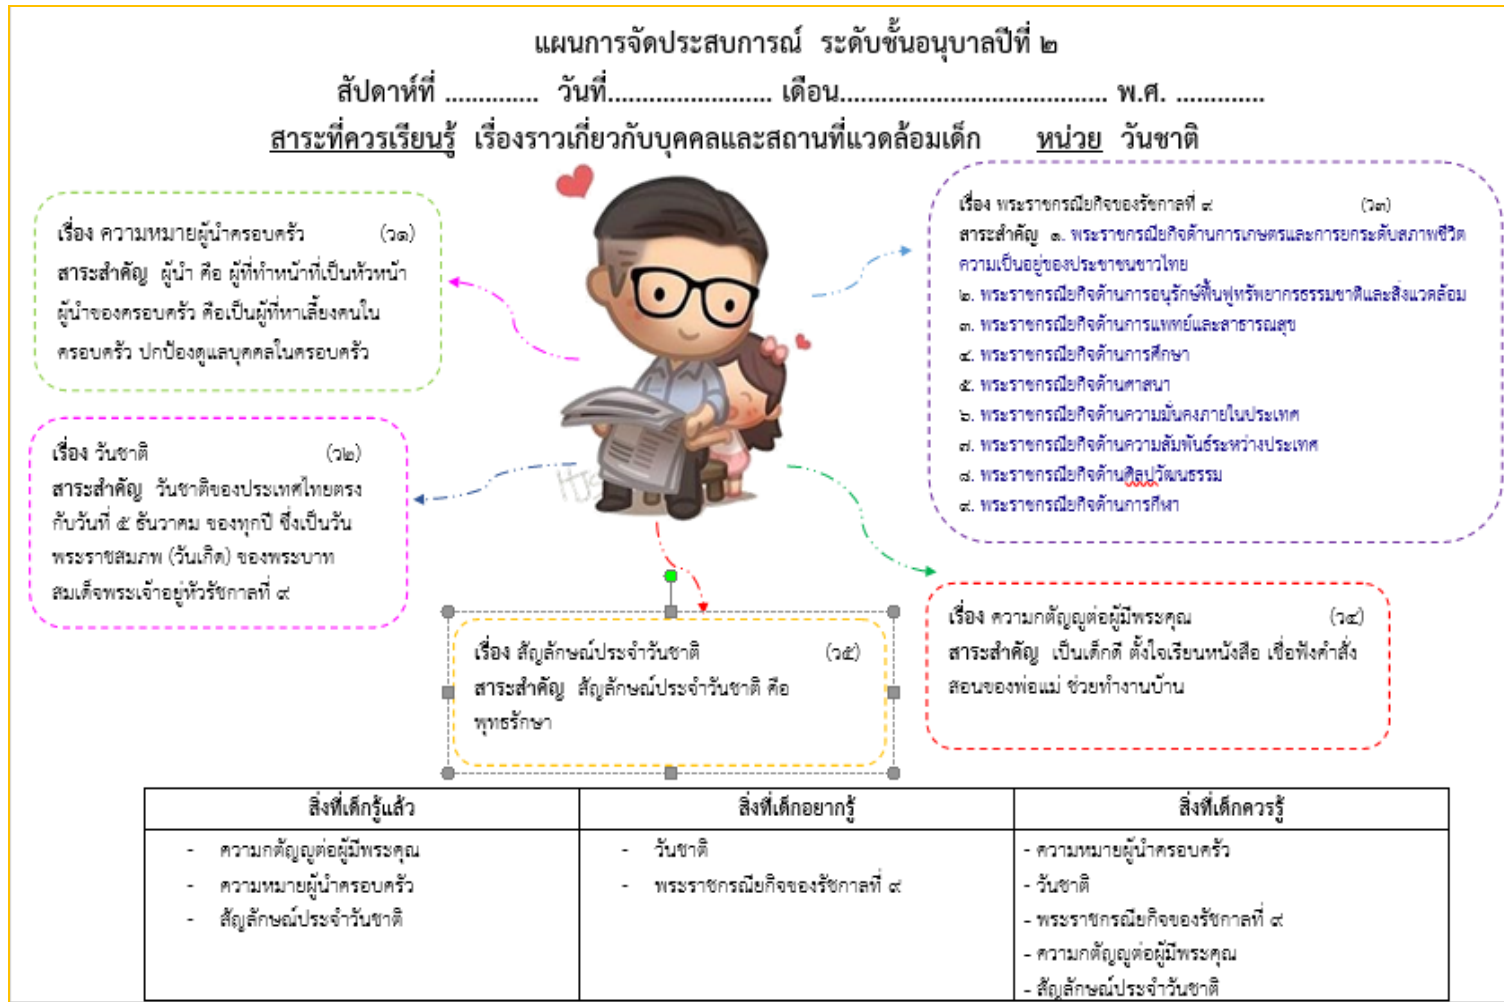 แผนการจัดประสบการณ์ ระดับชั้นอนุบาลปีที่ ๒
สัปดาห์ที่ .............. วันที่........................ เดือน....................................... พ.ศ. .............
สาระที่ควรเรียนรู้ เรื่องราวเกี่ยวกับบุคคลและสถานที่แวดล้อมเด็ก หน่วย วันชาติ
เรื่อง ความหมายผู้นำครอบครัว (ว๑)
สาระสำคัญ ผู้นำ คือ ผู้ที่ทำหน้าที่เป็นหัวหน้า
ผู้นำของครอบครัว คือเป็นผู้ที่หาเลี้ยงคนใน
ครอบครัว ปกป้องดูแลบุคคลในครอบครัว
เรื่อง วันชาติ (ว๒)
สาระสำคัญ วันชาติของประเทศไทยตรง
กับวันที่ ๕ ธันวาคม ของทุกปี ซึ่งเป็นวัน
พระราชสมภพ (วันเกิด) ของพระบาท
สมเด็จพระเจ้าอยู่หัวรัชกาลที่ ๙
เรื่อง พระราชกรณียกิจของรัชกาลที่ ๙ (ว๓)
สาระสำคัญ ๑. พระราชกรณียกิจด้านการเกษตรและการยกระดับสภาพชีวิต
ความเป็นอยู่ของประชาชนชาวไทย
๒. พระราชกรณียกิจด้านการอนุรักษ์ฟื้นฟูทรัพยากรธรรมชาติและสิ่งแวดล้อม
๓. พระราชกรณียกิจด้านการแพทย์และสาธารณสุข
๔. พระราชกรณียกิจด้านการศึกษา
๕. พระราชกรณียกิจด้านศาสนา
๖. พระราชกรณียกิจด้านความมั่นคงภายในประเทศ
๗. พระราชกรณียกิจด้านความสัมพันธ์ระหว่างประเทศ
๘. พระราชกรณียกิจด้านศิลปวัฒนธรรม
๙. พระราชกรณียกิจด้านการกีฬา
เรื่อง ความกตัญญูต่อผู้มีพระคุณ (ว๔)
สาระสำคัญ เป็นเด็กดี ตั้งใจเรียนหนังสือ เชื่อฟังคำสั่ง
สอนของพ่อแม่ ช่วยทำงานบ้าน
เรื่อง สัญลักษณ์ประจำวันชาติ (ว๕)
สาระสำคัญ สัญลักษณ์ประจำวันชาติ คือ
พุทธรักษา
สิ่งที่เด็กรู้แล้ว
- ความกตัญญูต่อผู้มีพระคุณ
- ความหมายผู้นำครอบครัว
- สัญลักษณ์ประจำวันชาติ
สิ่งที่เด็กอยากรู้
- วันชาติ
- พระราชกรณียกิจของรัชกาลที่ ๙
สิ่งที่เด็กควรรู้
- ความหมายผู้นำครอบครัว
- วันชาติ
- พระราชกรณียกิจของรัชกาลที่ ๙
- ความกตัญญูต่อผู้มีพระคุณ
- สัญลักษณ์ประจำวันชาติ